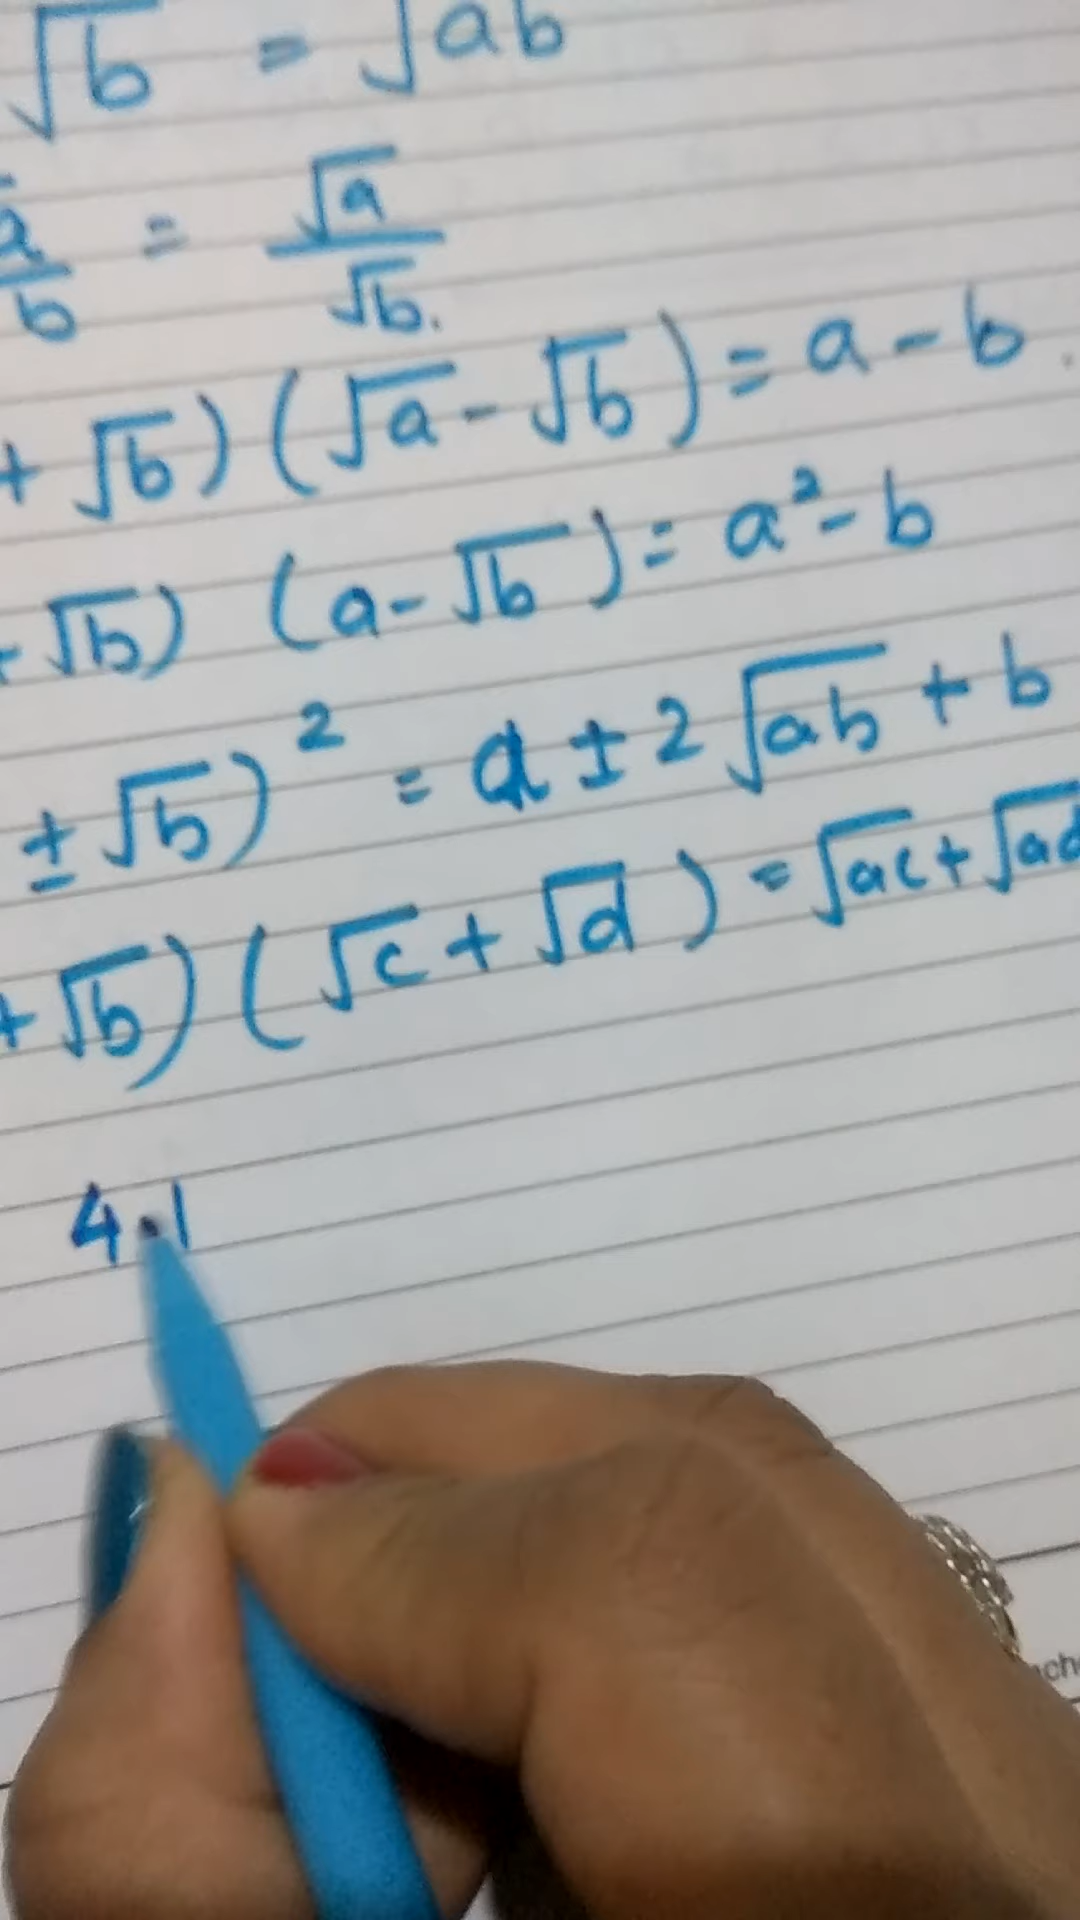 √b = √ab
a/b = √a/√b.
+ √b) (√a - √b) = a - b.
+ √b) (a - √b) = a² - b
± √b)² = a ± 2√ab + b
+ √b) (√c + √d) = √ac + √ad
4.1